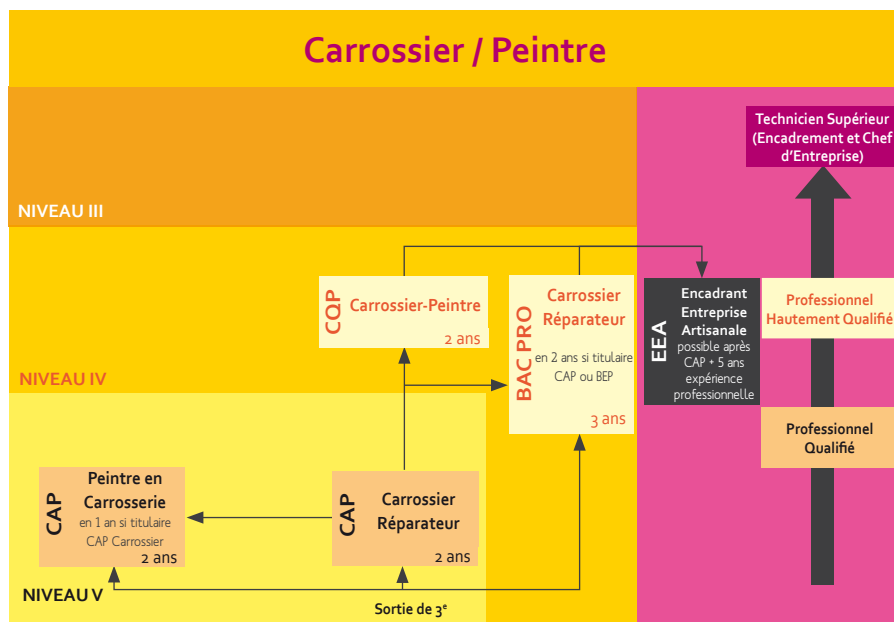 Carrossier / Peintre
Technicien Supérieur
(Encadrement et Chef
d'Entreprise)
NIVEAU III
CQP
Carrossier-Peintre
2 ans
BAC PRO
Carrossier
Réparateur
en 2 ans si titulaire
CAP ou BEP
3 ans
EEA
Encadrant
Entreprise
Artisanale
possible après
CAP + 5 ans
expérience
professionnelle
Professionnel
Hautement Qualifié
NIVEAU IV
Professionnel
Qualifié
CAP
Peintre en
Carrosserie
en 1 an si titulaire
CAP Carrossier
2 ans
CAP
Carrossier
Réparateur
2 ans
NIVEAU V
Sortie de 3e